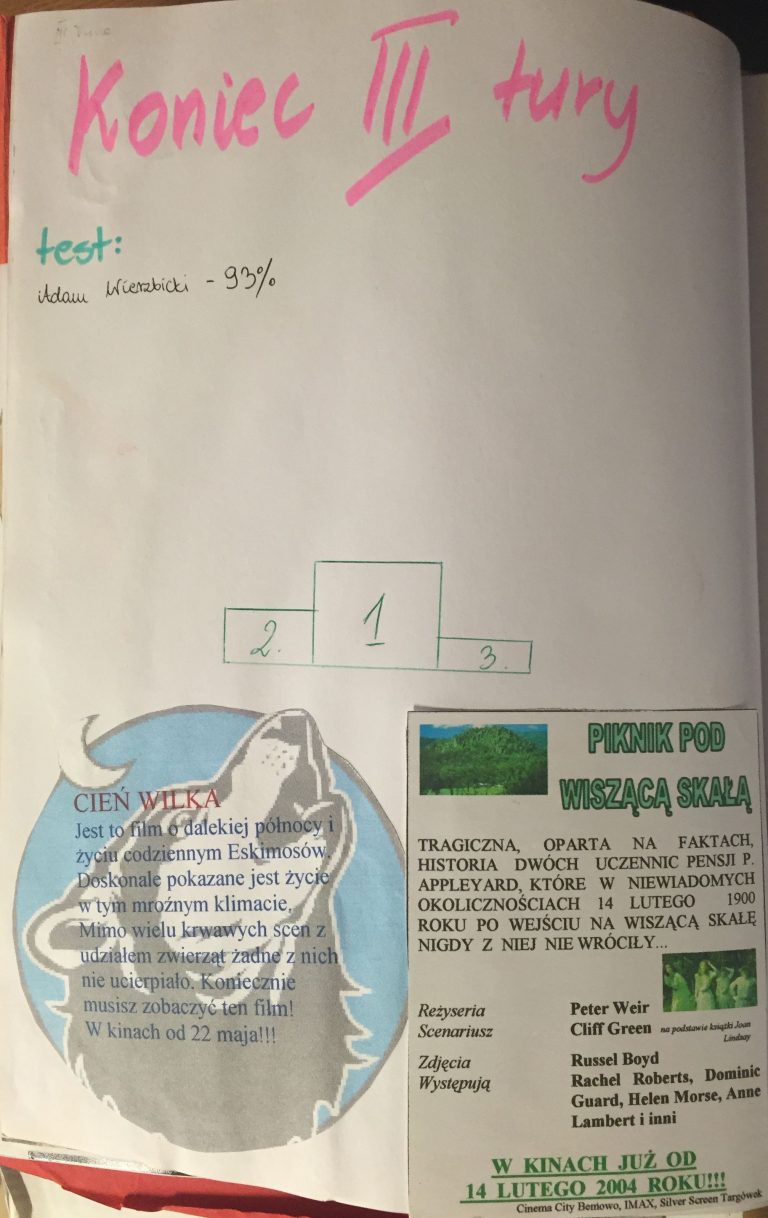 Koniec III tury
test:
Adam Wierzbicki - 93%
1
2.
3.
CIEŃ WILKA
Jest to film o dalekiej północy i
życiu codziennym Eskimosów.
Doskonale pokazane jest życie
w tym mroźnym klimacie.
Mimo wielu krwawych scen z
udziałem zwierząt żadne z nich
nie ucierpiało. Koniecznie
musisz zobaczyć ten film!
W kinach od 22 maja!!!
PIKNIK POD
WISZĄCĄ SKAŁĄ
TRAGICZNA, OPARTA NA FAKTACH,
HISTORIA DWÓCH UCZENNIC PENSJI P.
APPLEYARD, KTÓRE W NIEWIADOMYCH
OKOLICZNOŚCIACH 14 LUTEGO 1900
ROKU PO WEJŚCIU NA WISZĄCĄ SKAŁĘ
NIGDY Z NIEJ NIE WRÓCIŁY...
Reżyseria Peter Weir
Scenariusz Cliff Green na podstawie książki Joan
Lindsay
Zdjęcia Russel Boyd
Występują Rachel Roberts, Dominic
Guard, Helen Morse, Anne
Lambert i inni
W KINACH JUŻ OD
14 LUTEGO 2004 ROKU!!!
Cinema City Bemowo, IMAX, Silver Screen Targówek